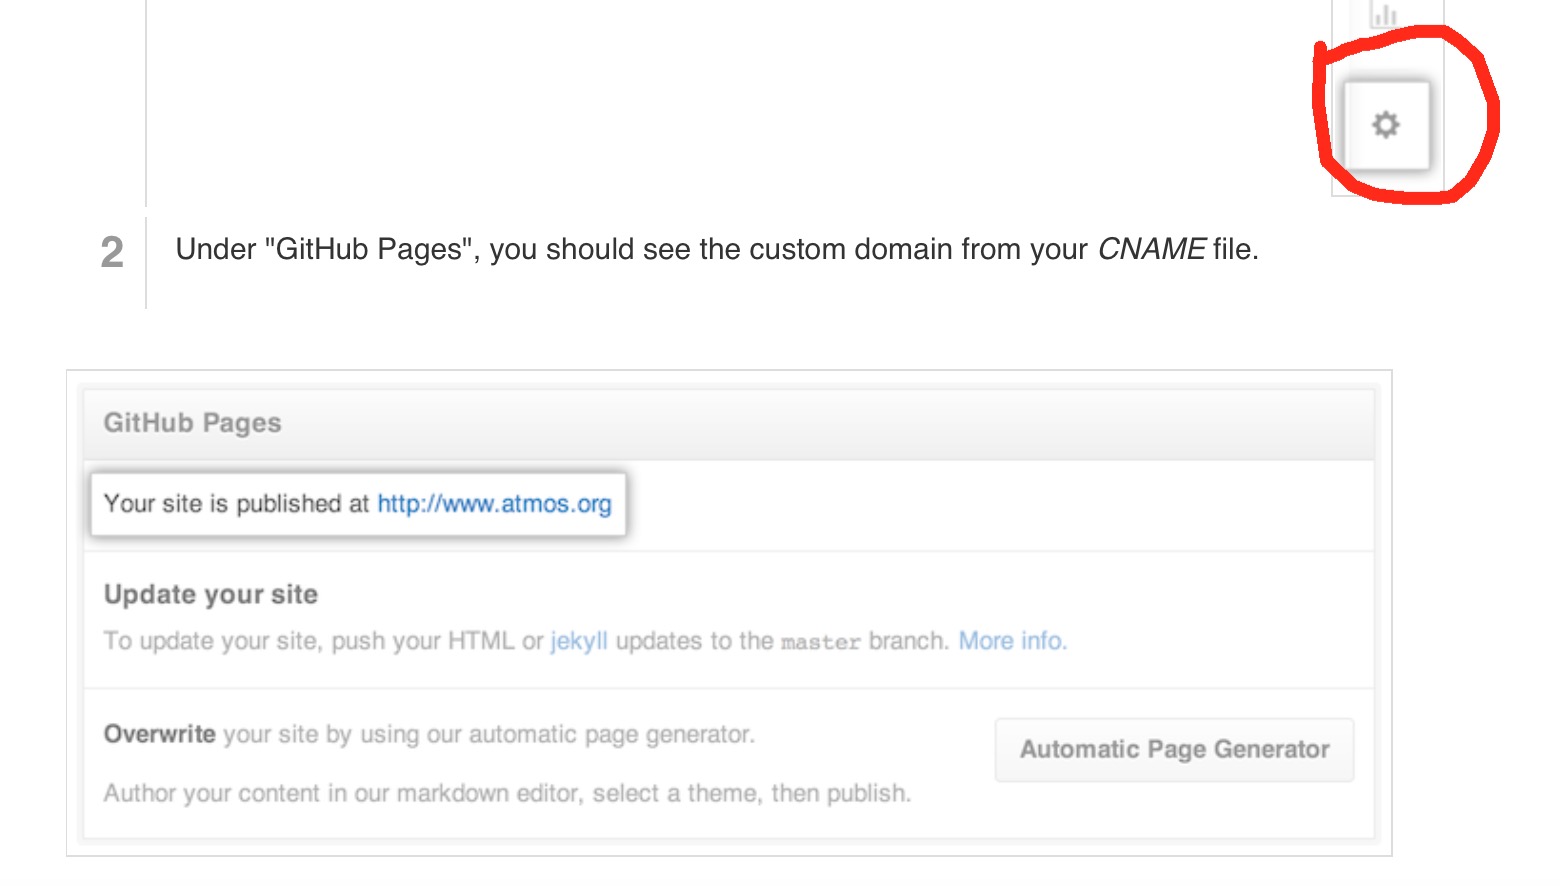 2
Under "GitHub Pages", you should see the custom domain from your CNAME file.
GitHub Pages
Your site is published at http://www.atmos.org
Update your site
To update your site, push your HTML or jekyll updates to the master branch. More info.
Overwrite your site by using our automatic page generator.
Automatic Page Generator
Author your content in our markdown editor, select a theme, then publish.